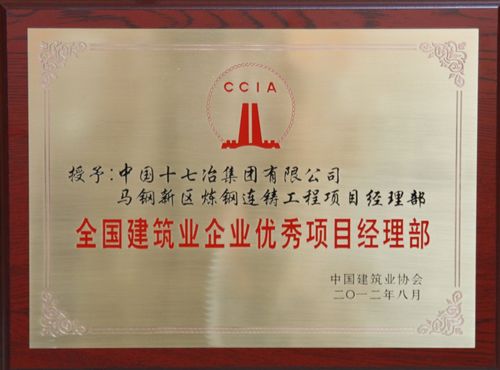 CCIA
授予:中国十七冶集团有限公司
马钢新区炼钢连铸工程项目经理部
全国建筑业企业优秀项目经理部
中国建筑业协会
二〇一二年八月